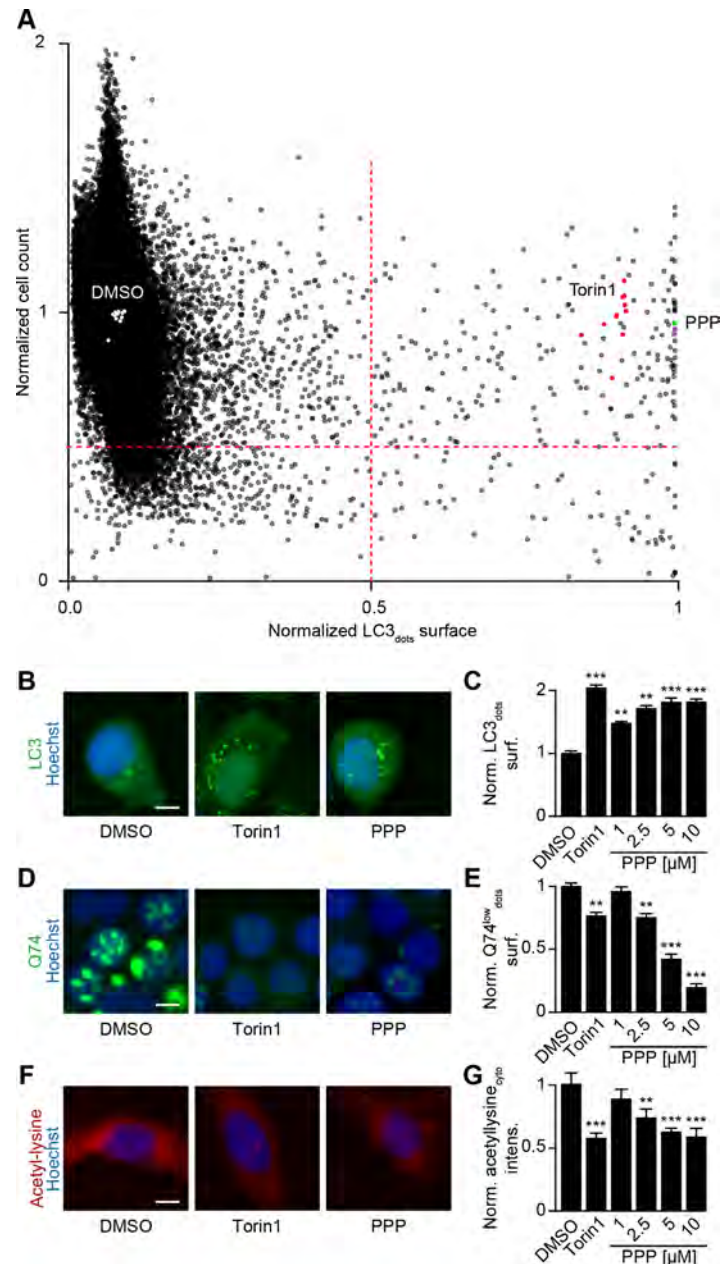 A
2
1
0
Normalized cell count
DMSO
Torin1
PPP
0.0
0.5
1
Normalized LC3dots surface
B
LC3
Hoechst
DMSO
Torin1
PPP
C
Norm. LC3dots
surf.
2
1
0
**
***
**
***
***
DMSO
Torin1
1
2.5
5
10
PPP [µM]
D
Q74
Hoechst
DMSO
Torin1
PPP
E
Norm. Q74low dots
surf.
1
0.5
0
**
**
***
***
DMSO
Torin1
1
2.5
5
10
PPP [µM]
F
Acetyl-lysine
Hoechst
DMSO
Torin1
PPP
G
Norm. acetyllysinecyto
intens.
1
0.5
0
***
**
***
***
DMSO
Torin1
1
2.5
5
10
PPP [µM]